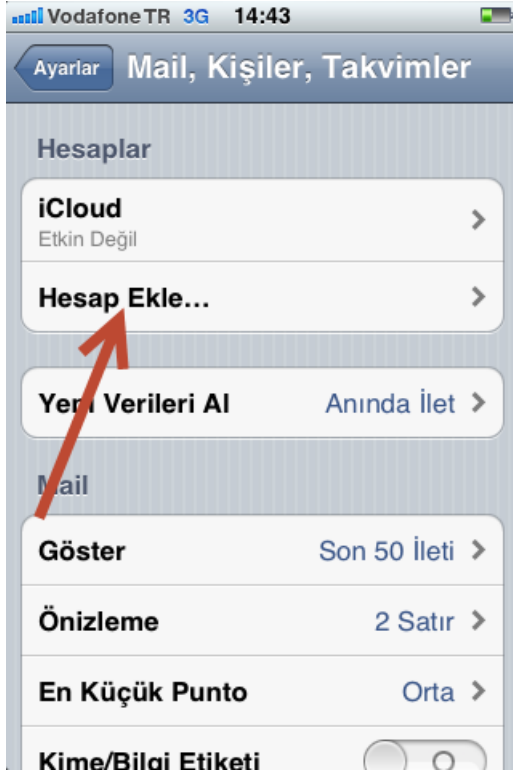 Vodafone TR 3G 14:43
Ayarlar Mail, Kişiler, Takvimler
Hesaplar
iCloud
Etkin Değil
Hesap Ekle...
Yeni Verileri Al Anında İlet
Mail
Göster Son 50 İleti
Önizleme 2 Satır
En Küçük Punto Orta
Kime/Bilgi Etiketi